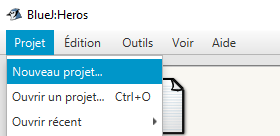 BlueJ:Heros
Projet Édition Outils Voir Aide
Nouveau projet...
Ouvrir un projet... Ctrl+O
Ouvrir récent